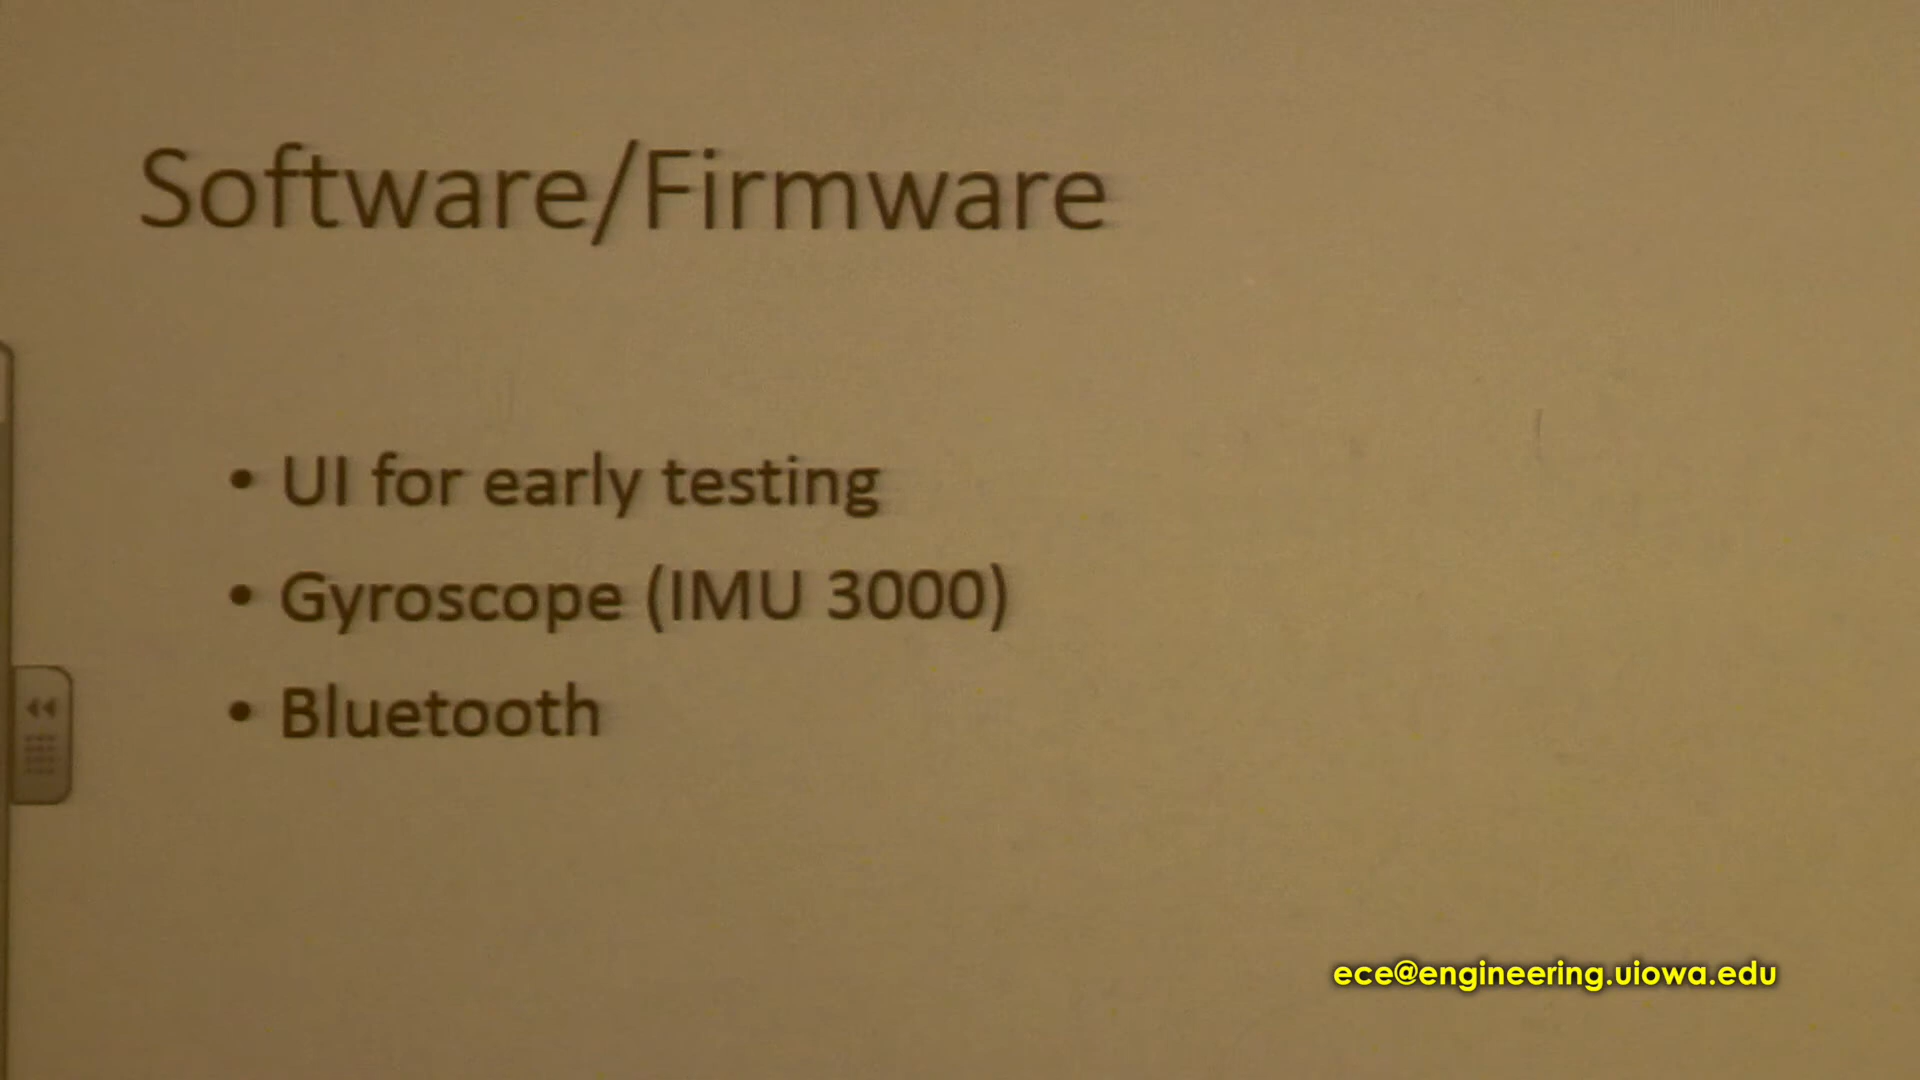 Software/Firmware
• UI for early testing
• Gyroscope (IMU 3000)
• Bluetooth
ece@engineering.uiowa.edu